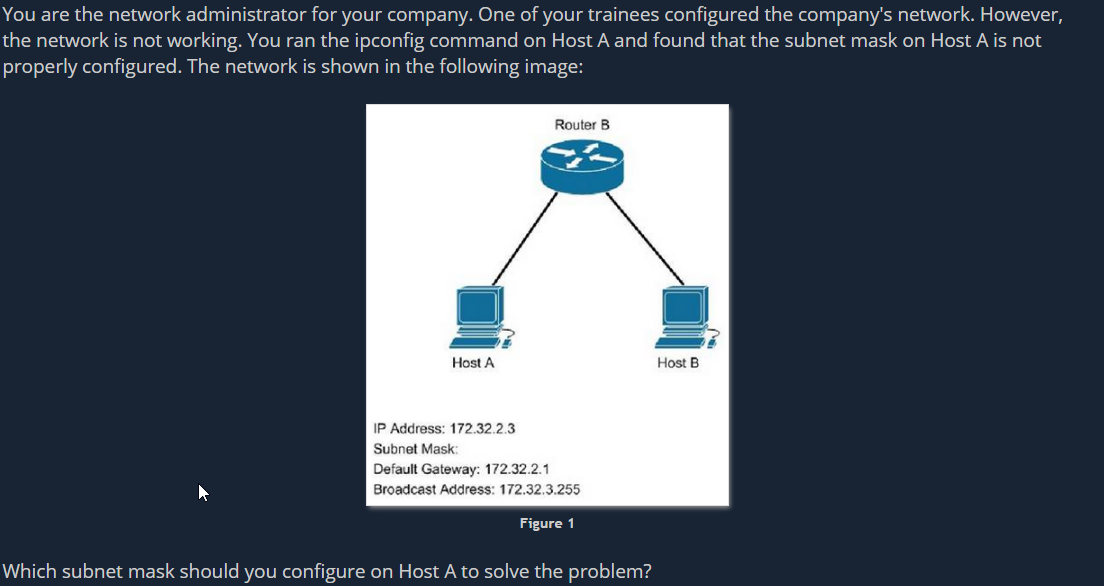 You are the network administrator for your company. One of your trainees configured the company's network. However,
the network is not working. You ran the ipconfig command on Host A and found that the subnet mask on Host A is not
properly configured. The network is shown in the following image:
Router B
Host A
Host B
IP Address: 172.32.2.3
Subnet Mask:
Default Gateway: 172.32.2.1
Broadcast Address: 172.32.3.255
Figure 1
Which subnet mask should you configure on Host A to solve the problem?